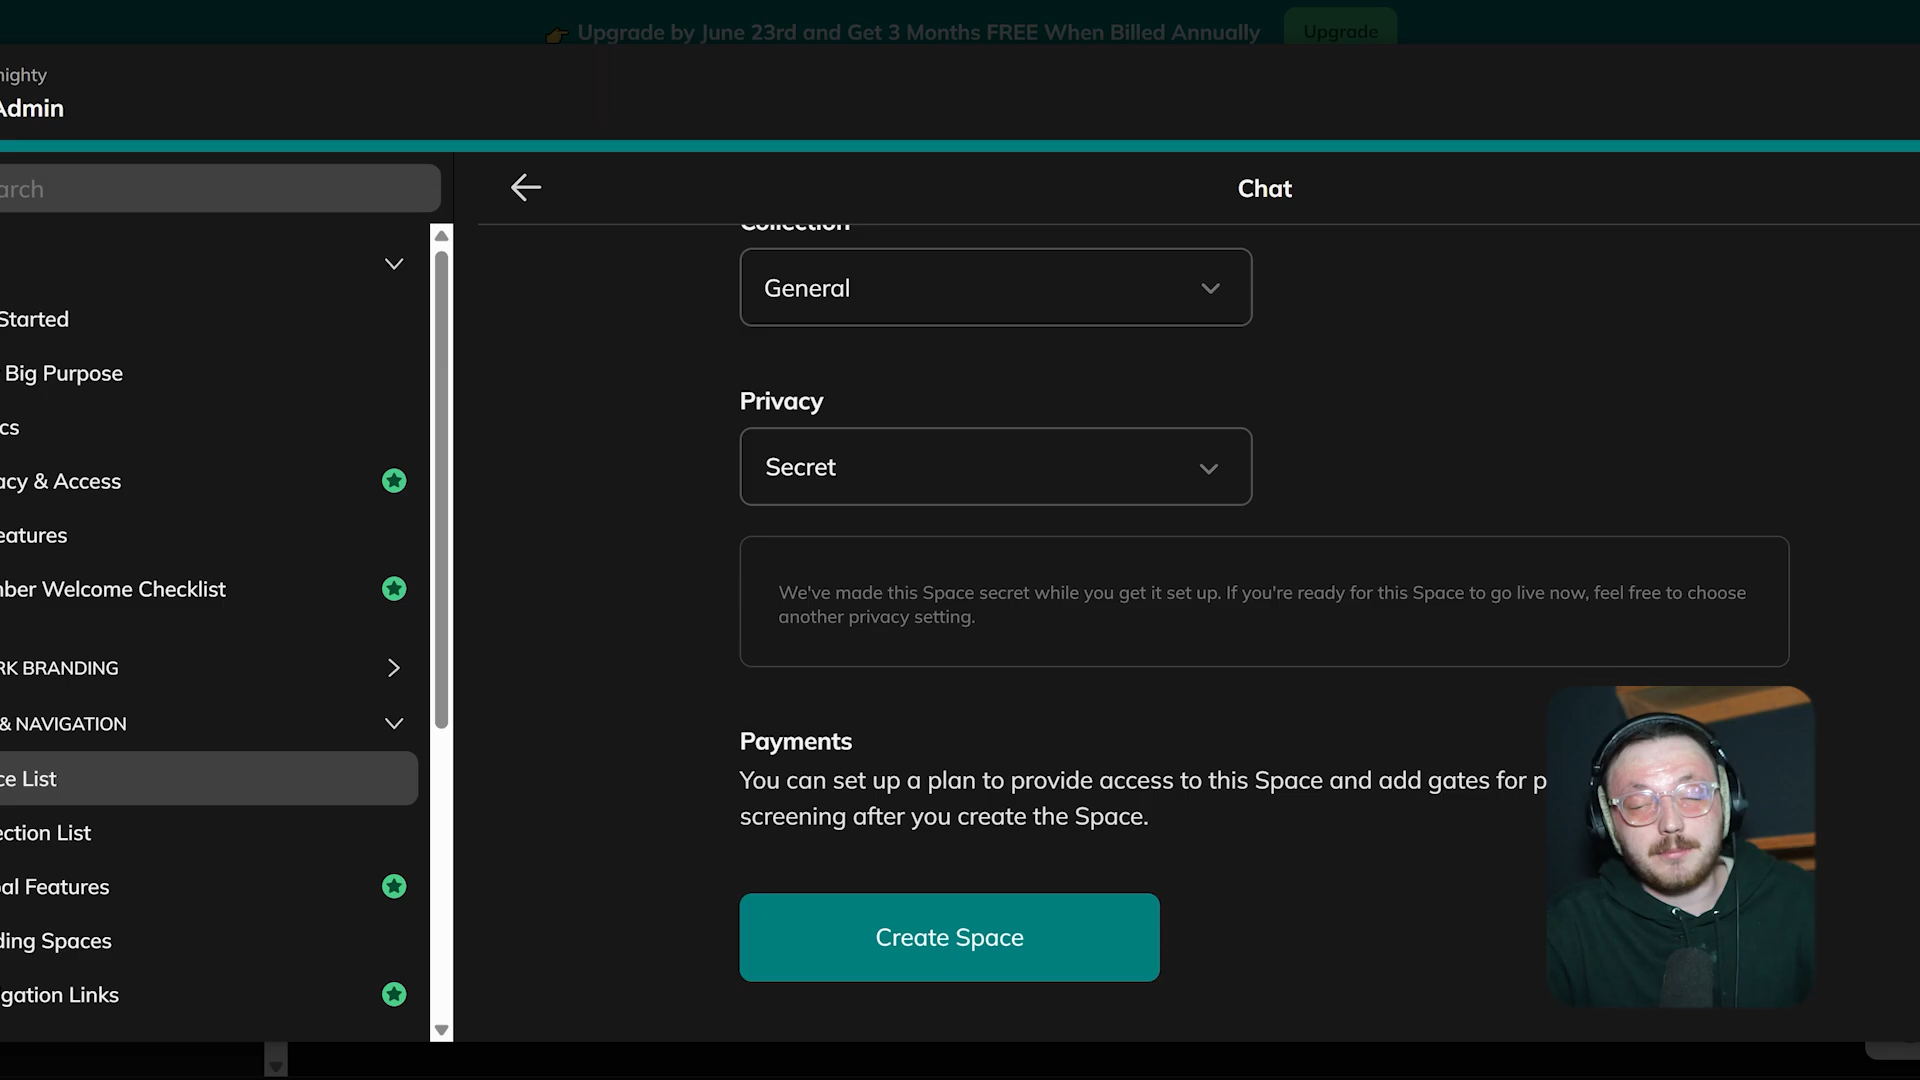 Upgrade by June 23rd and Get 3 Months FREE When Billed Annually
Upgrade
mighty
Admin
arch
Started
Big Purpose
cs
acy & Access
eatures
mber Welcome Checklist
RK BRANDING
& NAVIGATION
ce List
ection List
al Features
ding Spaces
igation Links
Chat
Collection
General
Privacy
Secret
We've made this Space secret while you get it set up. If you're ready for this Space to go live now, feel free to choose
another privacy setting.
Payments
You can set up a plan to provide access to this Space and add gates for p
screening after you create the Space.
Create Space